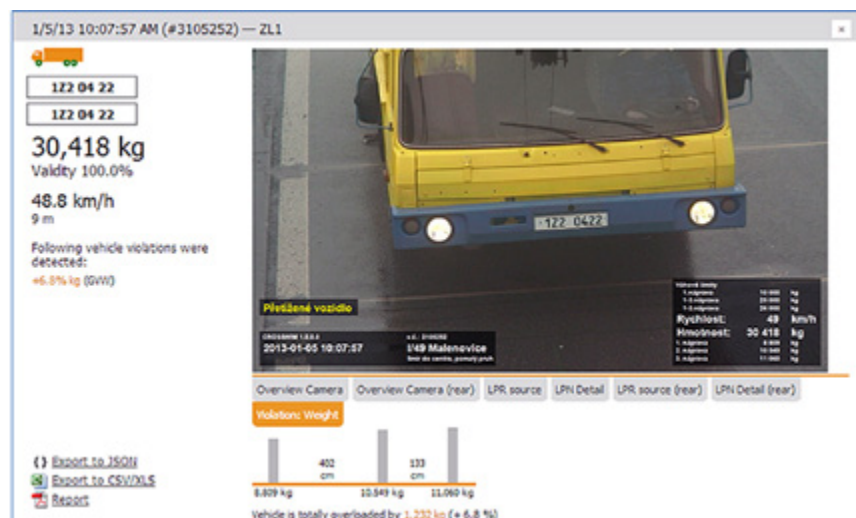 1/5/13 10:07:57 AM (#3105252) — ZL1
1Z2 04 22
1Z2 04 22
30,418 kg
Validity 100.0%
48.8 km/h
9 m
Following vehicle violations were
detected:
+6.8% kg (GVW)
1Z2 0422
Přetížené vozidlo
2013-01-05 10:07:57
I/49 Malenovice
Rychlost: 49 km/h
Hmotnost: 30 418 kg
Overview Camera
Overview Camera (rear)
LPR source
LPN Detail
LPR source (rear)
LPN Detail (rear)
Violation: Weight
402 cm
133 cm
8,809 kg
10,549 kg
11,060 kg
Vehicle is totally overloaded by 1,232 kg (+ 6.8 %)
{} Export to JSON
Export to CSV/XLS
Report